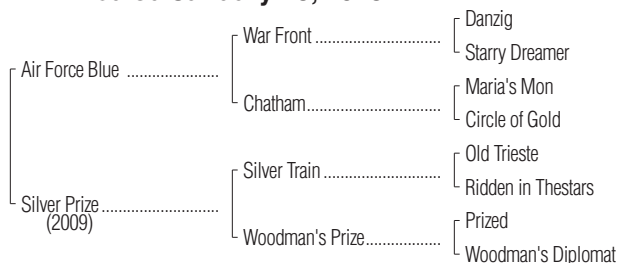 Danzig
War Front
Starry Dreamer
Air Force Blue
Maria's Mon
Chatham
Circle of Gold
Old Trieste
Silver Train
Ridden in Thestars
Silver Prize
(2009)
Prized
Woodman's Prize
Woodman's Diplomat